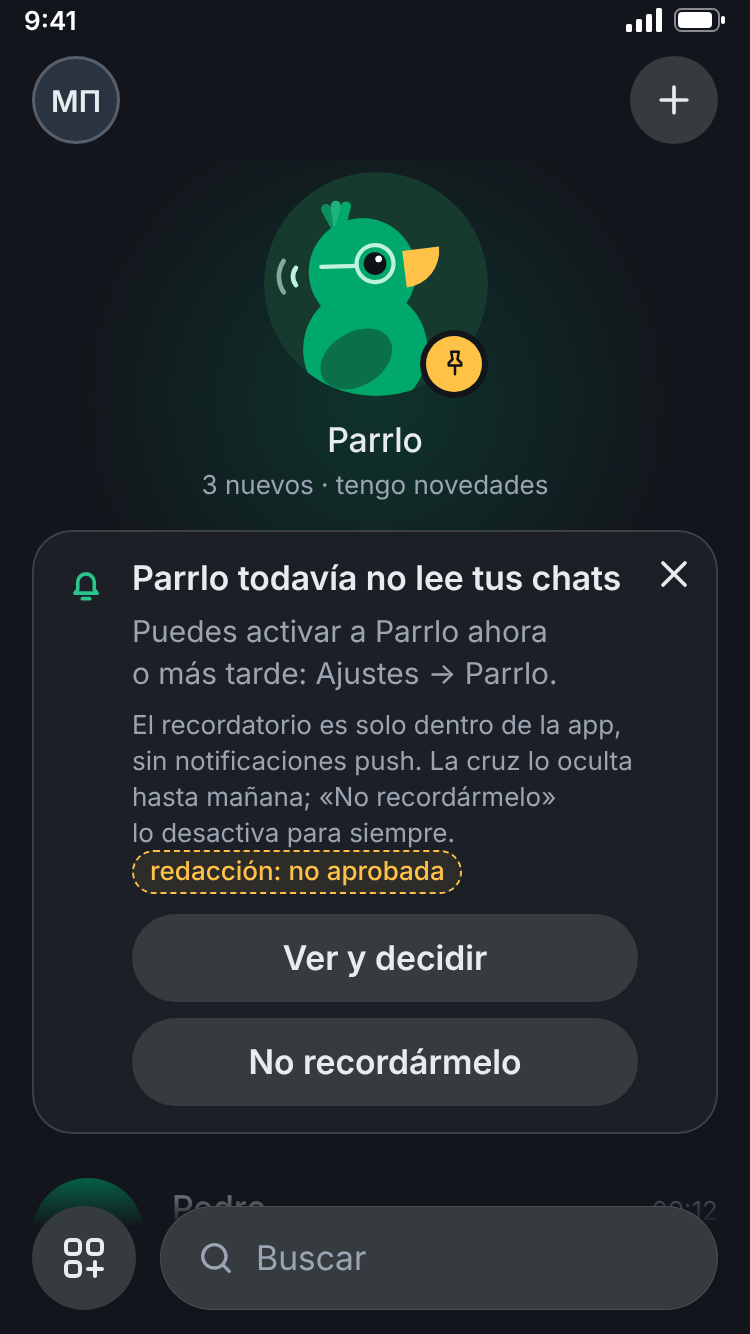 9:41
МП
Parrlo
3 nuevos · tengo novedades
Parrlo todavía no lee tus chats
Puedes activar a Parrlo ahora
o más tarde: Ajustes → Parrlo.
El recordatorio es solo dentro de la app,
sin notificaciones push. La cruz lo oculta
hasta mañana; «No recordármelo»
lo desactiva para siempre.
redacción: no aprobada
Ver y decidir
No recordármelo
Pedro
Buscar